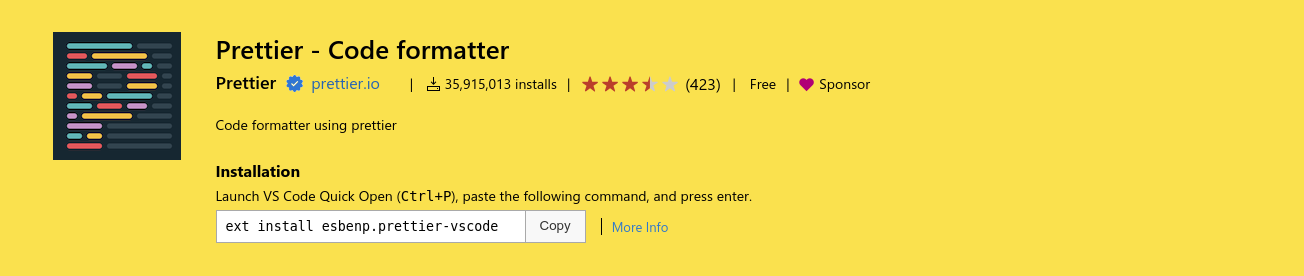 Prettier - Code formatter
Prettier prettier.io | 35,915,013 installs | (423) | Free | Sponsor
Code formatter using prettier
Installation
Launch VS Code Quick Open (Ctrl+P), paste the following command, and press enter.
ext install esbenp.prettier-vscode Copy | More Info